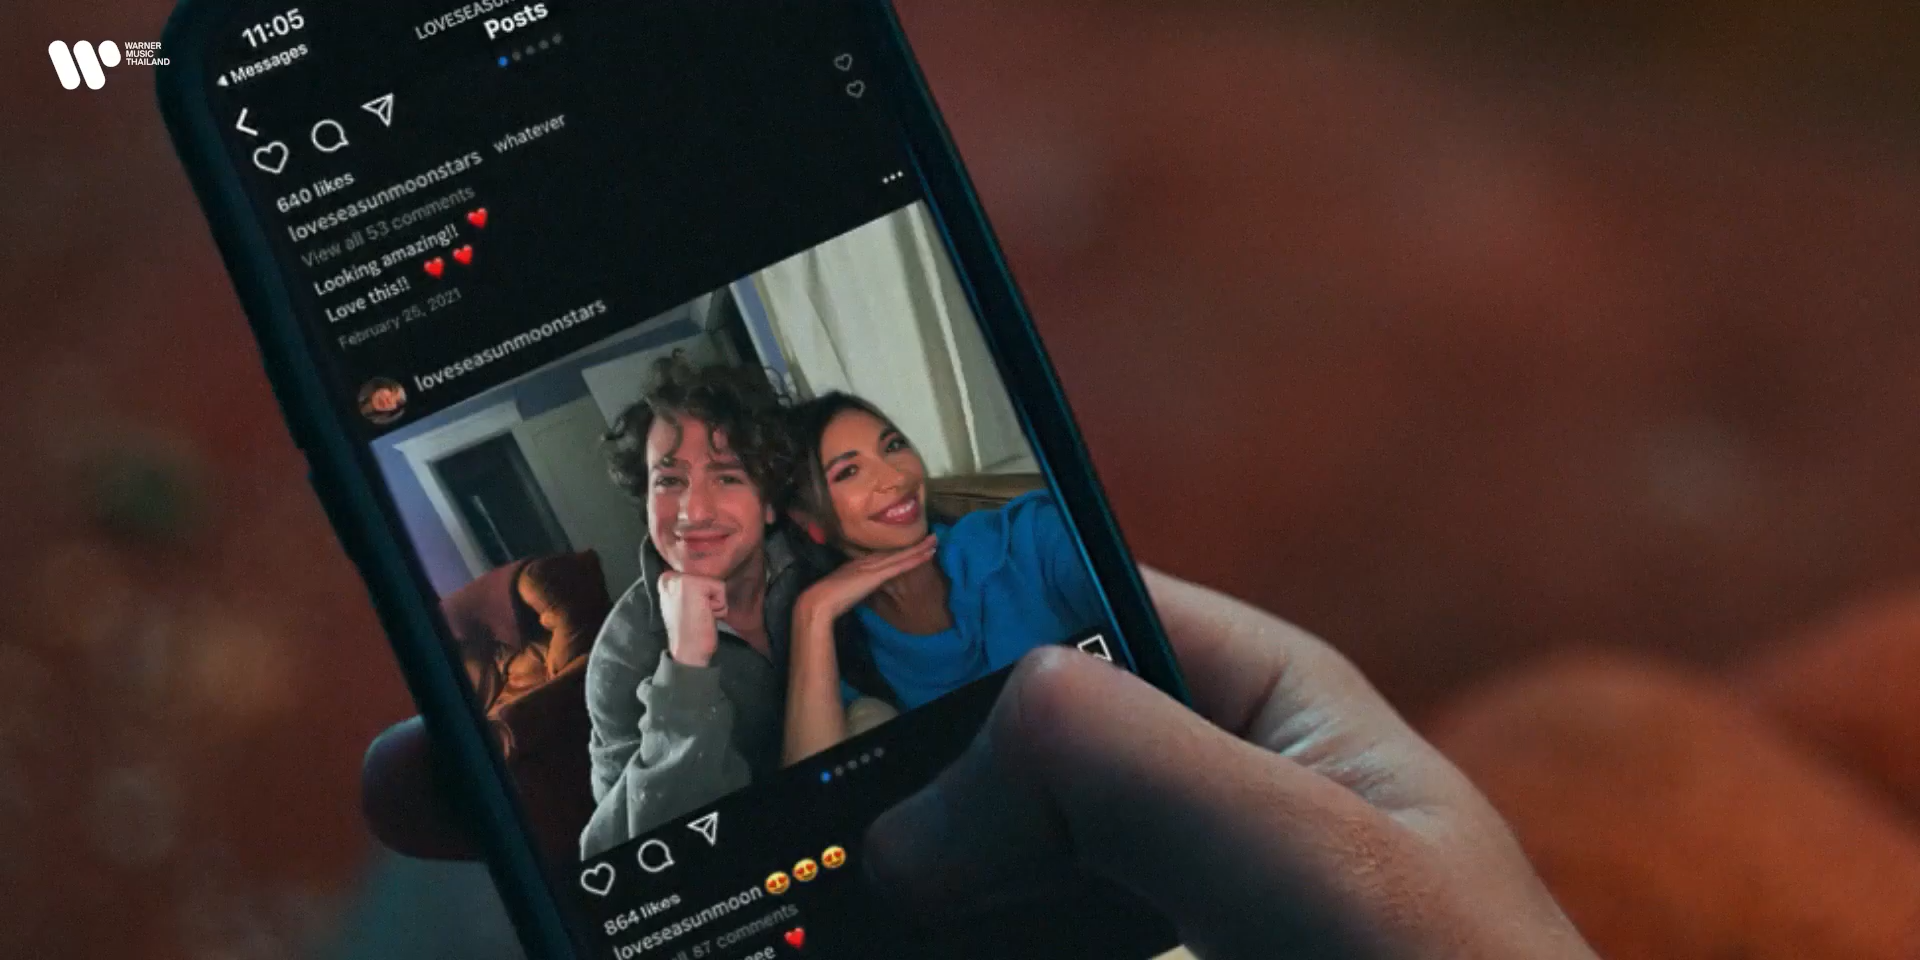 WARNER
MUSIC
THAILAND
11:05
Messages
Posts
640 likes
loveseasunmoonstars whatever
View all 53 comments
Looking amazing!! ❤️
Love this!! ❤️ ❤️
February 25, 2021
loveseasunmoonstars
864 likes
loveseasunmoon 😍😍😍
87 comments
❤️